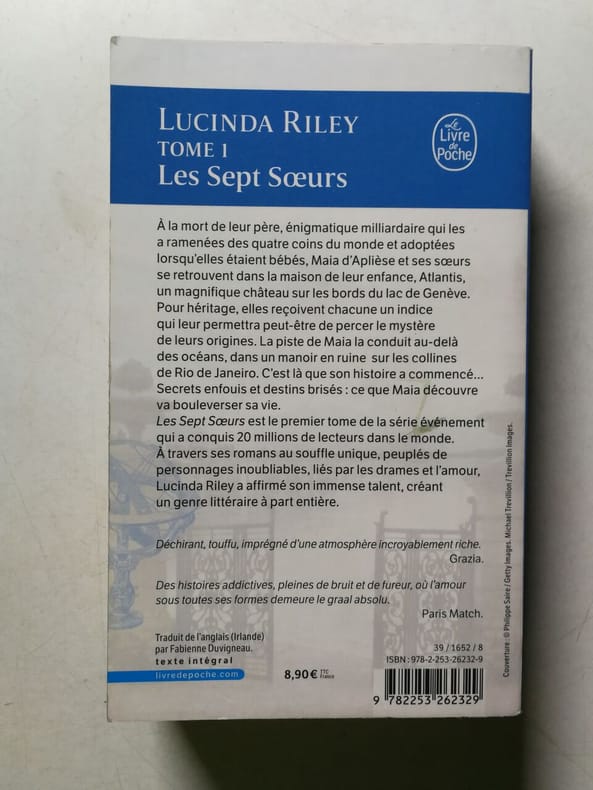 LUCINDA RILEY
TOME 1
Les Sept Sœurs
Le
Livre
de
Poche
À la mort de leur père, énigmatique milliardaire qui les
a ramenées des quatre coins du monde et adoptées
lorsqu'elles étaient bébés, Maia d'Aplièse et ses sœurs
se retrouvent dans la maison de leur enfance, Atlantis,
un magnifique château sur les bords du lac de Genève.
Pour héritage, elles reçoivent chacune un indice
qui leur permettra peut-être de percer le mystère
de leurs origines. La piste de Maia la conduit au-delà
des océans, dans un manoir en ruine sur les collines
de Rio de Janeiro. C'est là que son histoire a commencé...
Secrets enfouis et destins brisés : ce que Maia découvre
va bouleverser sa vie.
Les Sept Sœurs est le premier tome de la série événement
qui a conquis 20 millions de lecteurs dans le monde.
À travers ses romans au souffle unique, peuplés de
personnages inoubliables, liés par les drames et l'amour,
Lucinda Riley a affirmé son immense talent, créant
un genre littéraire à part entière.
Déchirant, touffu, imprégné d'une atmosphère incroyablement riche.
Grazia.
Des histoires addictives, pleines de bruit et de fureur, où l'amour
sous toutes ses formes demeure le graal absolu.
Paris Match.
Traduit de l'anglais (Irlande)
par Fabienne Duvigneau.
texte intégral
livredepoche.com
8,90 € TTC
France
39 / 1652 / 8
ISBN : 978-2-253-26232-9
9 782253 262329
Couverture : © Philippe Saire / Getty Images. Michael Trevillion / Trevillion Images.